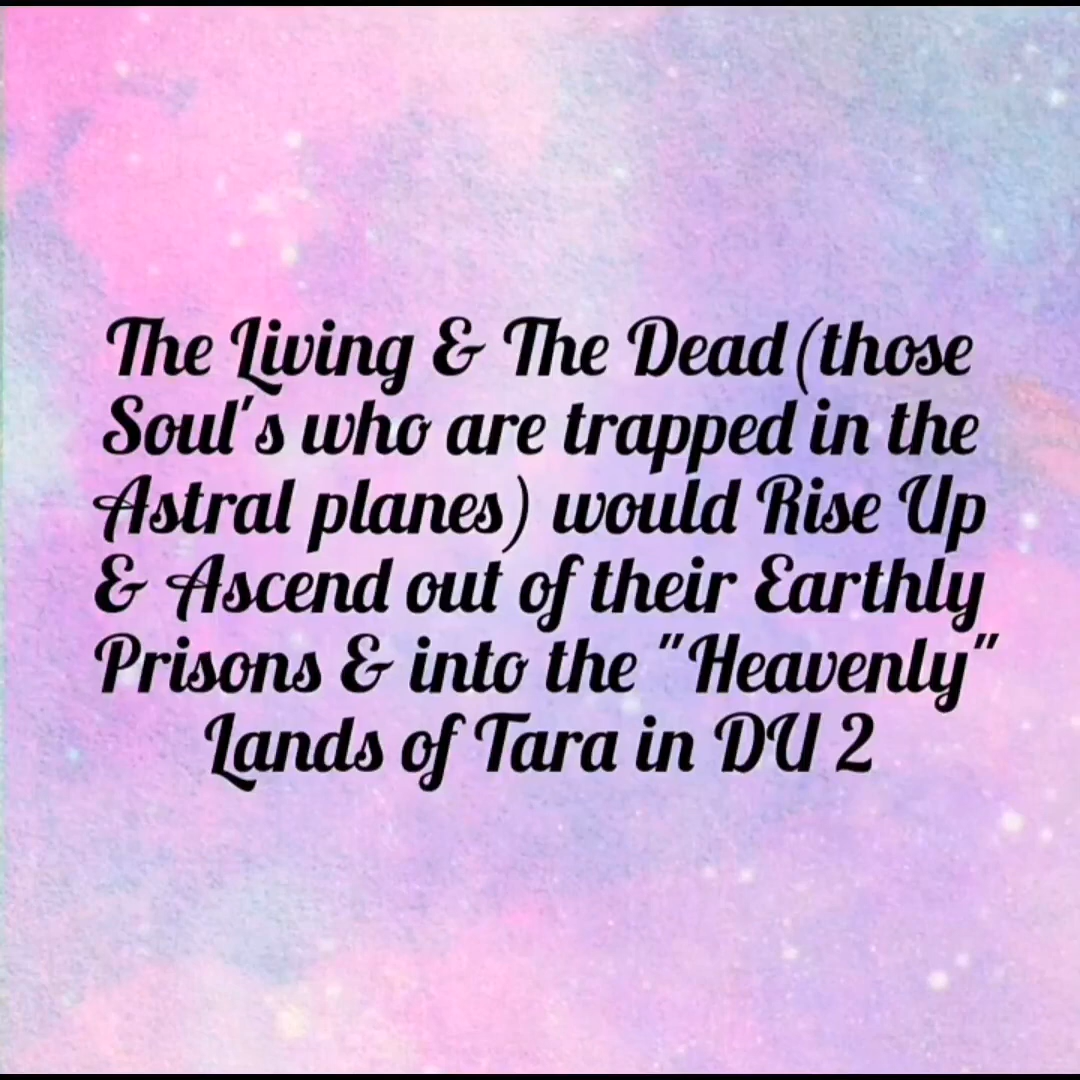 The Living & The Dead(those
Soul's who are trapped in the
Astral planes) would Rise Up
& Ascend out of their Earthly
Prisons & into the "Heavenly"
Lands of Tara in DU 2